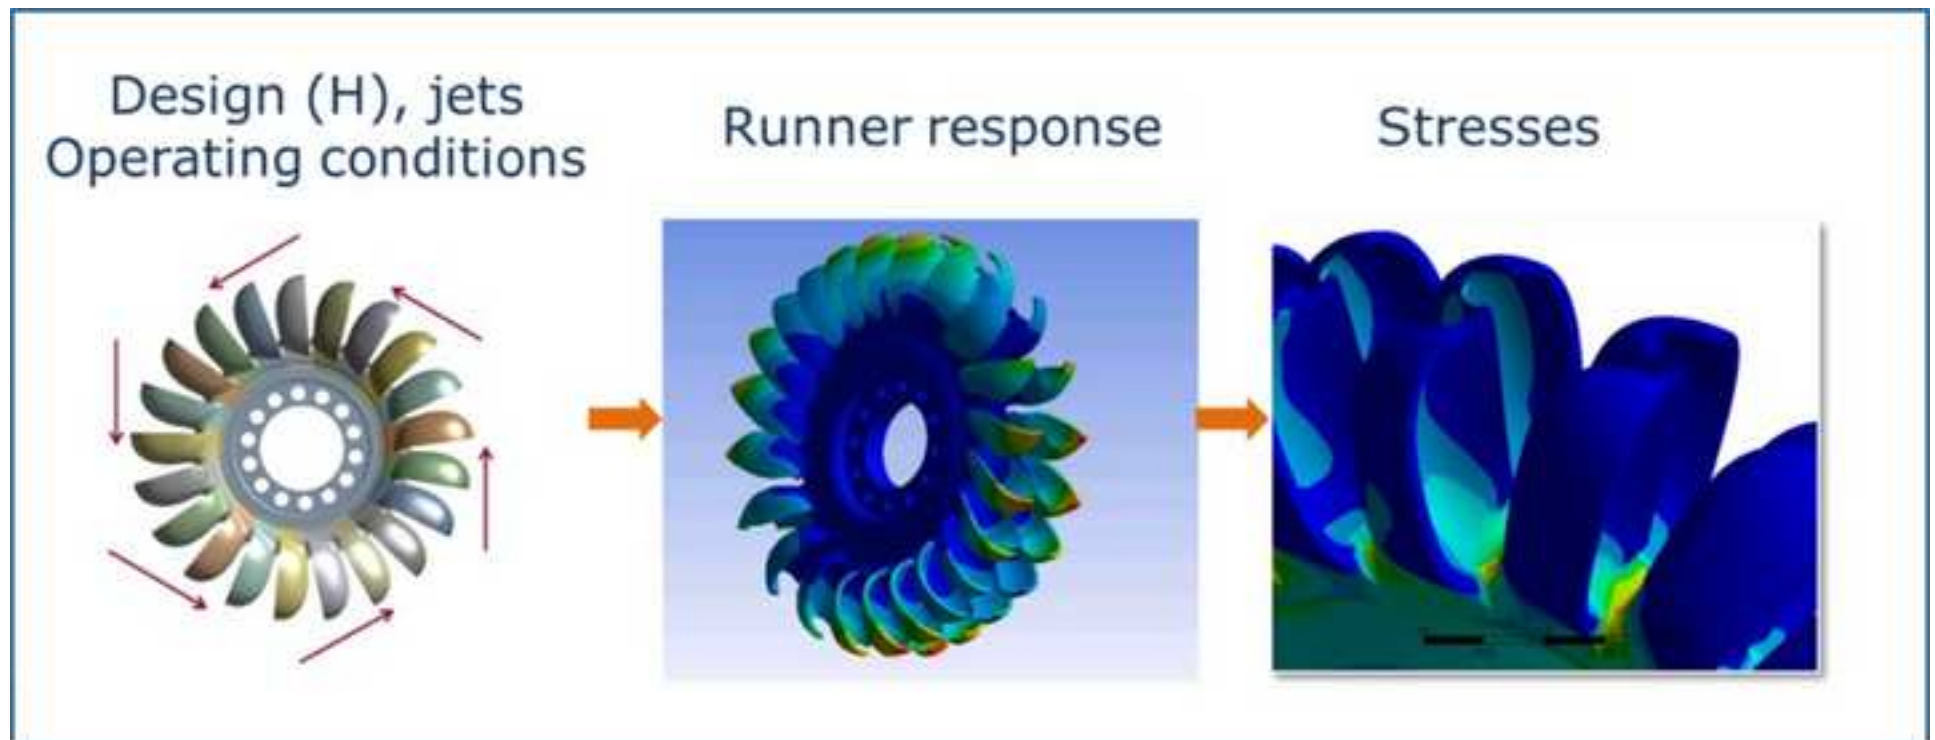 Design (H), jets
Operating conditions
Runner response
Stresses